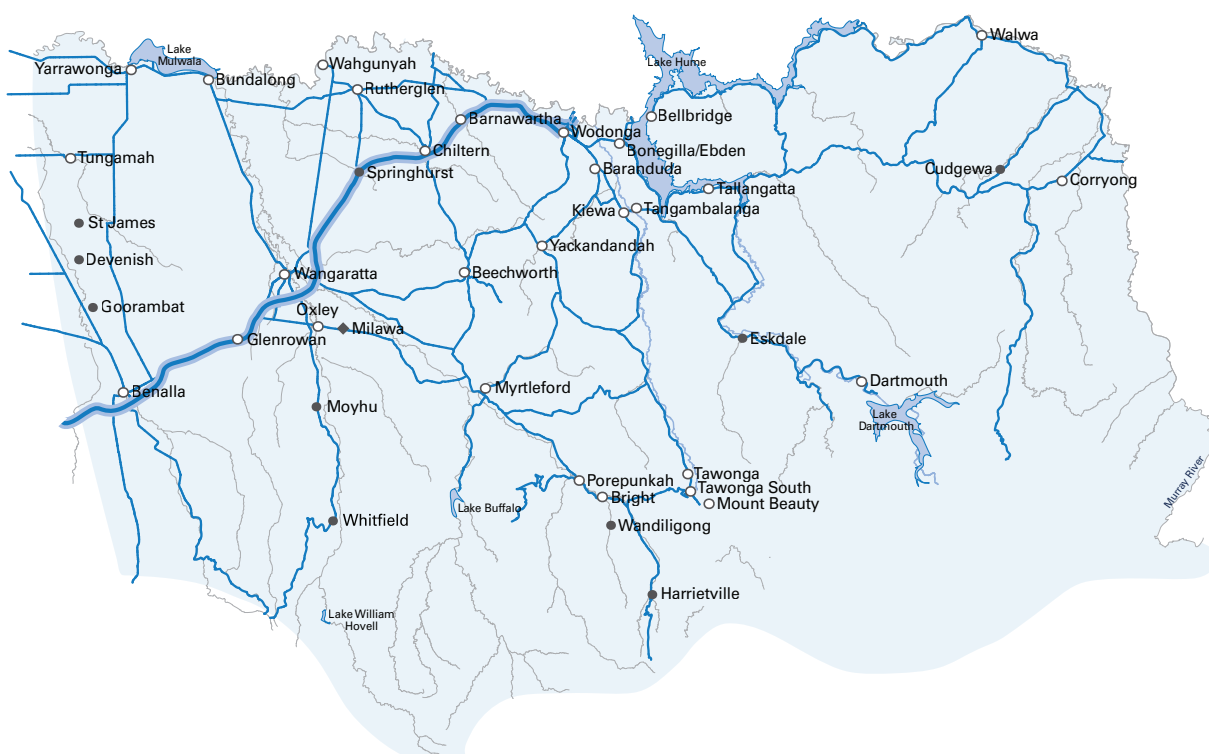 Walwa
Lake
Mulwala
Lake Hume
Yarrawonga
Wahgunyah
Bundalong
Rutherglen
Barnawartha
Bellbridge
Wodonga
Chiltern
Bonegilla/Ebden
Tungamah
Baranduda
Cudgewa
Springhurst
Corryong
Tallangatta
Kiewa
Tangambalanga
St James
Yackandandah
Devenish
Wangaratta
Beechworth
Goorambat
Oxley
Milawa
Glenrowan
Eskdale
Dartmouth
Benalla
Myrtleford
Moyhu
Lake
Dartmouth
Tawonga
Porepunkah
Tawonga South
Bright
Mount Beauty
Murray River
Lake Buffalo
Whitfield
Wandiligong
Harrietville
Lake William
Hovell